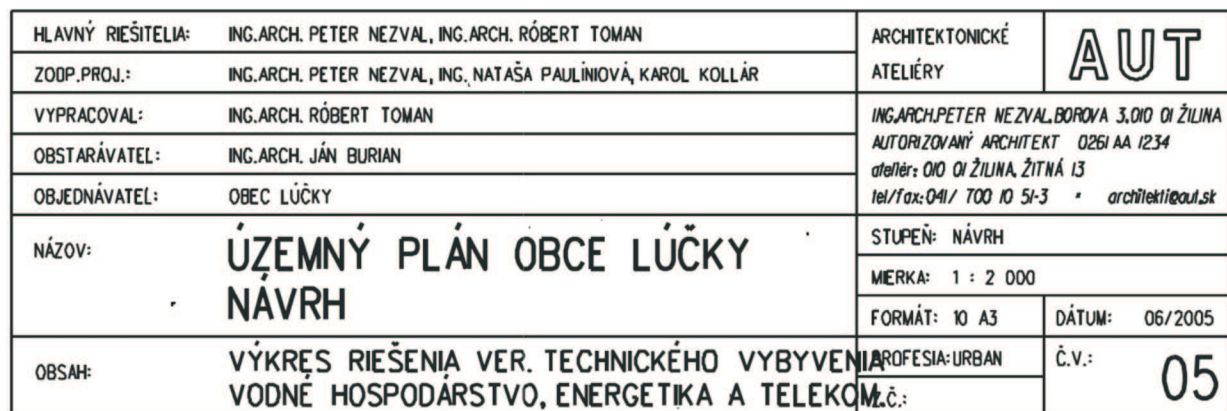 HLAVNÝ RIEŠITELIA: ING.ARCH. PETER NEZVAL, ING.ARCH. RÓBERT TOMAN
ZODP.PROJ.: ING.ARCH. PETER NEZVAL, ING. NATAŠA PAULÍNIOVÁ, KAROL KOLLÁR
VYPRACOVAL: ING.ARCH. RÓBERT TOMAN
OBSTARÁVATEĽ: ING.ARCH. JÁN BURIAN
OBJEDNÁVATEĽ: OBEC LÚČKY
ARCHITEKTONICKÉ
ATELIÉRY
AUT
ING.ARCH.PETER NEZVAL,BOROVA 3,010 01 ŽILINA
AUTORIZOVANÝ ARCHITEKT 0261 AA 1234
ateliér: 010 01 ŽILINA, ŽITNÁ 13
tel/fax:041/ 700 10 51-3 • architekti@aut.sk
NÁZOV: ÚZEMNÝ PLÁN OBCE LÚČKY
NÁVRH
STUPEŇ: NÁVRH
MIERKA: 1 : 2 000
FORMÁT: 10 A3 DÁTUM: 06/2005
OBSAH: VÝKRES RIEŠENIA VER. TECHNICKÉHO VYBYVENIA
VODNÉ HOSPODÁRSTVO, ENERGETIKA A TELEKOM.
PROFESIA:URBAN Č.V.: 05
Z.Č.: